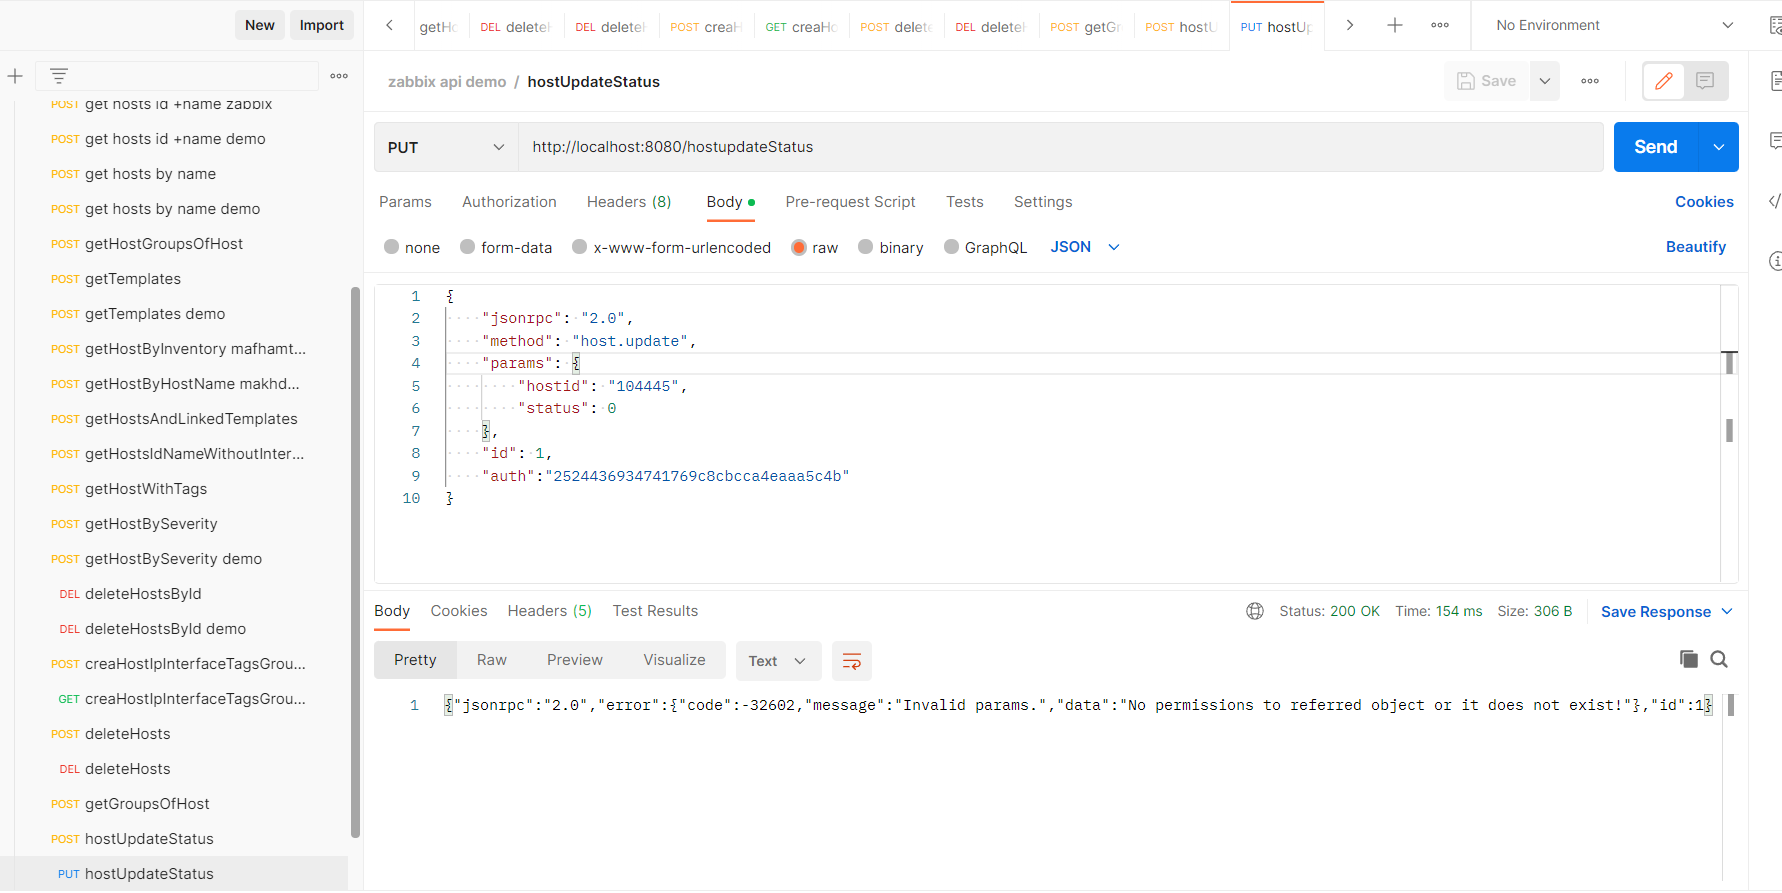 New Import
getHo DEL delete DEL delete POST creaH GET creaHo POST delete DEL delete POST getGr POST hostU PUT hostUp No Environment
zabbix api demo / hostUpdateStatus Save
POST get hosts id +name zabbix
POST get hosts id +name demo
POST get hosts by name
POST get hosts by name demo
POST getHostGroupsOfHost
POST getTemplates
POST getTemplates demo
POST getHostByInventory mafhamt...
POST getHostByHostName makhd...
POST getHostsAndLinkedTemplates
POST getHostsIdNameWithoutInter...
POST getHostWithTags
POST getHostBySeverity
POST getHostBySeverity demo
DEL deleteHostsById
DEL deleteHostsById demo
POST creaHostIpInterfaceTagsGrou...
GET creaHostIpInterfaceTagsGrou...
POST deleteHosts
DEL deleteHosts
POST getGroupsOfHost
POST hostUpdateStatus
PUT hostUpdateStatus
PUT http://localhost:8080/hostupdateStatus Send
Params Authorization Headers (8) Body Pre-request Script Tests Settings Cookies
none form-data x-www-form-urlencoded raw binary GraphQL JSON Beautify
1 {
2 "jsonrpc": "2.0",
3 "method": "host.update",
4 "params": {
5 "hostid": "104445",
6 "status": 0
7 },
8 "id": 1,
9 "auth":"2524436934741769c8cbcca4eaaa5c4b"
10 }
Body Cookies Headers (5) Test Results Status: 200 OK Time: 154 ms Size: 306 B Save Response
Pretty Raw Preview Visualize Text
1 {"jsonrpc":"2.0","error":{"code":-32602,"message":"Invalid params.","data":"No permissions to referred object or it does not exist!"},"id":1}